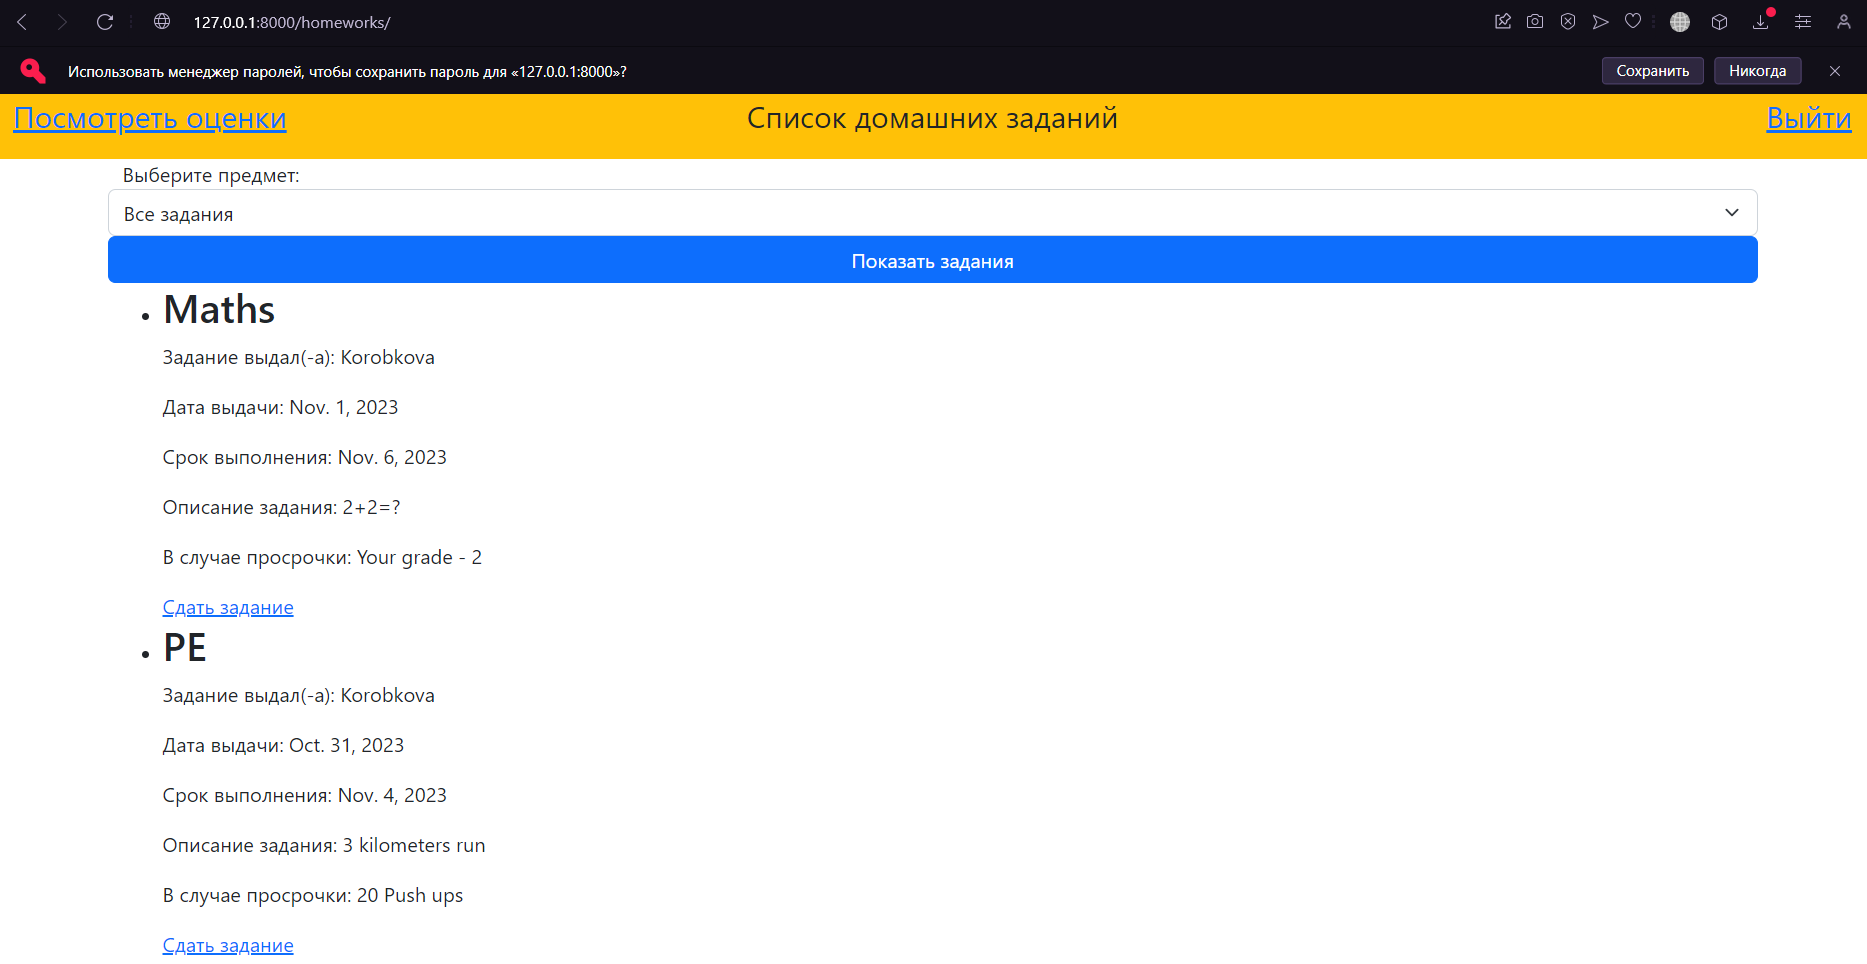 127.0.0.1:8000/homeworks/
Использовать менеджер паролей, чтобы сохранить пароль для «127.0.0.1:8000»?
Сохранить
Никогда
Посмотреть оценки
Список домашних заданий
Выйти
Выберите предмет:
Все задания
Показать задания
Maths
Задание выдал(-а): Korobkova
Дата выдачи: Nov. 1, 2023
Срок выполнения: Nov. 6, 2023
Описание задания: 2+2=?
В случае просрочки: Your grade - 2
Сдать задание
PE
Задание выдал(-а): Korobkova
Дата выдачи: Oct. 31, 2023
Срок выполнения: Nov. 4, 2023
Описание задания: 3 kilometers run
В случае просрочки: 20 Push ups
Сдать задание